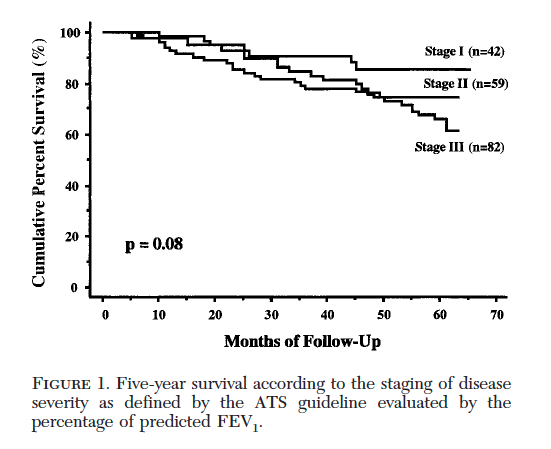 Cumulative Percent Survival (%)
100
80
60
40
20
0
Stage I (n=42)
Stage II (n=59)
Stage III (n=82)
p = 0.08
0 10 20 30 40 50 60 70
Months of Follow-Up
FIGURE 1. Five-year survival according to the staging of disease
severity as defined by the ATS guideline evaluated by the
percentage of predicted FEV₁.